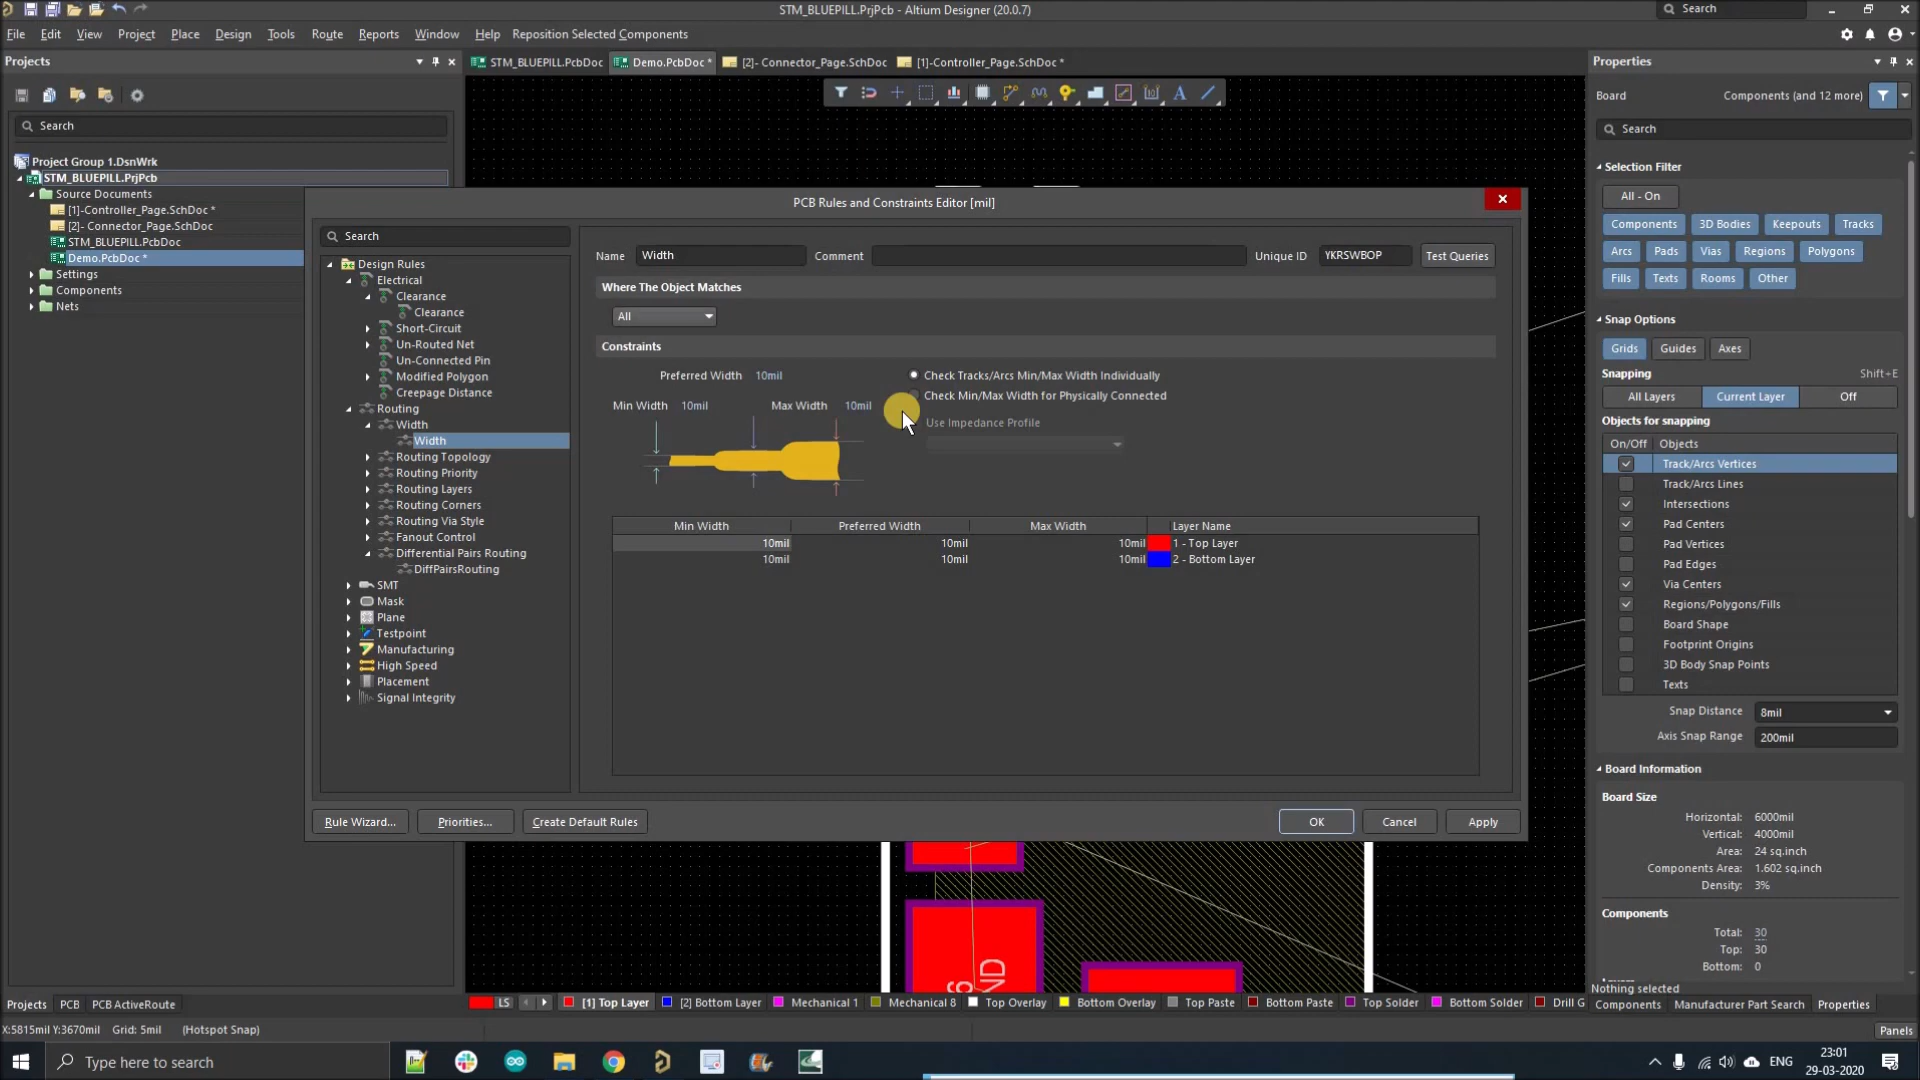 STM_BLUEPILL.PrjPcb - Altium Designer (20.0.7)
Search
File Edit View Project Place Design Tools Route Reports Window Help Reposition Selected Components
Projects
STM_BLUEPILL.PcbDoc
Demo.PcbDoc *
[2]- Connector_Page.SchDoc
[1]-Controller_Page.SchDoc *
Search
Project Group 1.DsnWrk
STM_BLUEPILL.PrjPcb
Source Documents
[1]-Controller_Page.SchDoc *
[2]- Connector_Page.SchDoc
STM_BLUEPILL.PcbDoc
Demo.PcbDoc *
Settings
Components
Nets
PCB Rules and Constraints Editor [mil]
Search
Design Rules
Electrical
Clearance
Clearance
Short-Circuit
Un-Routed Net
Un-Connected Pin
Modified Polygon
Creepage Distance
Routing
Width
Width
Routing Topology
Routing Priority
Routing Layers
Routing Corners
Routing Via Style
Fanout Control
Differential Pairs Routing
DiffPairsRouting
SMT
Mask
Plane
Testpoint
Manufacturing
High Speed
Placement
Signal Integrity
Name Width Comment Unique ID YKRSWBOP Test Queries
Where The Object Matches
All
Constraints
Preferred Width 10mil
Min Width 10mil Max Width 10mil
Check Tracks/Arcs Min/Max Width Individually
Check Min/Max Width for Physically Connected
Use Impedance Profile
Min Width Preferred Width Max Width Layer Name
10mil 10mil 10mil 1 - Top Layer
10mil 10mil 10mil 2 - Bottom Layer
Rule Wizard... Priorities... Create Default Rules OK Cancel Apply
Properties
Board Components (and 12 more)
Search
Selection Filter
All - On
Components 3D Bodies Keepouts Tracks
Arcs Pads Vias Regions Polygons
Fills Texts Rooms Other
Snap Options
Grids Guides Axes
Snapping Shift+E
All Layers Current Layer Off
Objects for snapping
On/Off Objects
Track/Arcs Vertices
Track/Arcs Lines
Intersections
Pad Centers
Pad Vertices
Pad Edges
Via Centers
Regions/Polygons/Fills
Board Shape
Footprint Origins
3D Body Snap Points
Texts
Snap Distance 8mil
Axis Snap Range 200mil
Board Information
Board Size
Horizontal: 6000mil
Vertical: 4000mil
Area: 24 sq.inch
Components Area: 1.602 sq.inch
Density: 3%
Components
Total: 30
Top: 30
Bottom: 0
Nothing selected
Components Manufacturer Part Search Properties
Projects PCB PCB ActiveRoute
LS [1] Top Layer [2] Bottom Layer Mechanical 1 Mechanical 8 Top Overlay Bottom Overlay Top Paste Bottom Paste Top Solder Bottom Solder Drill G
X:5815mil Y:3670mil Grid: 5mil (Hotspot Snap)
Panels
Type here to search
ENG
23:01
29-03-2020